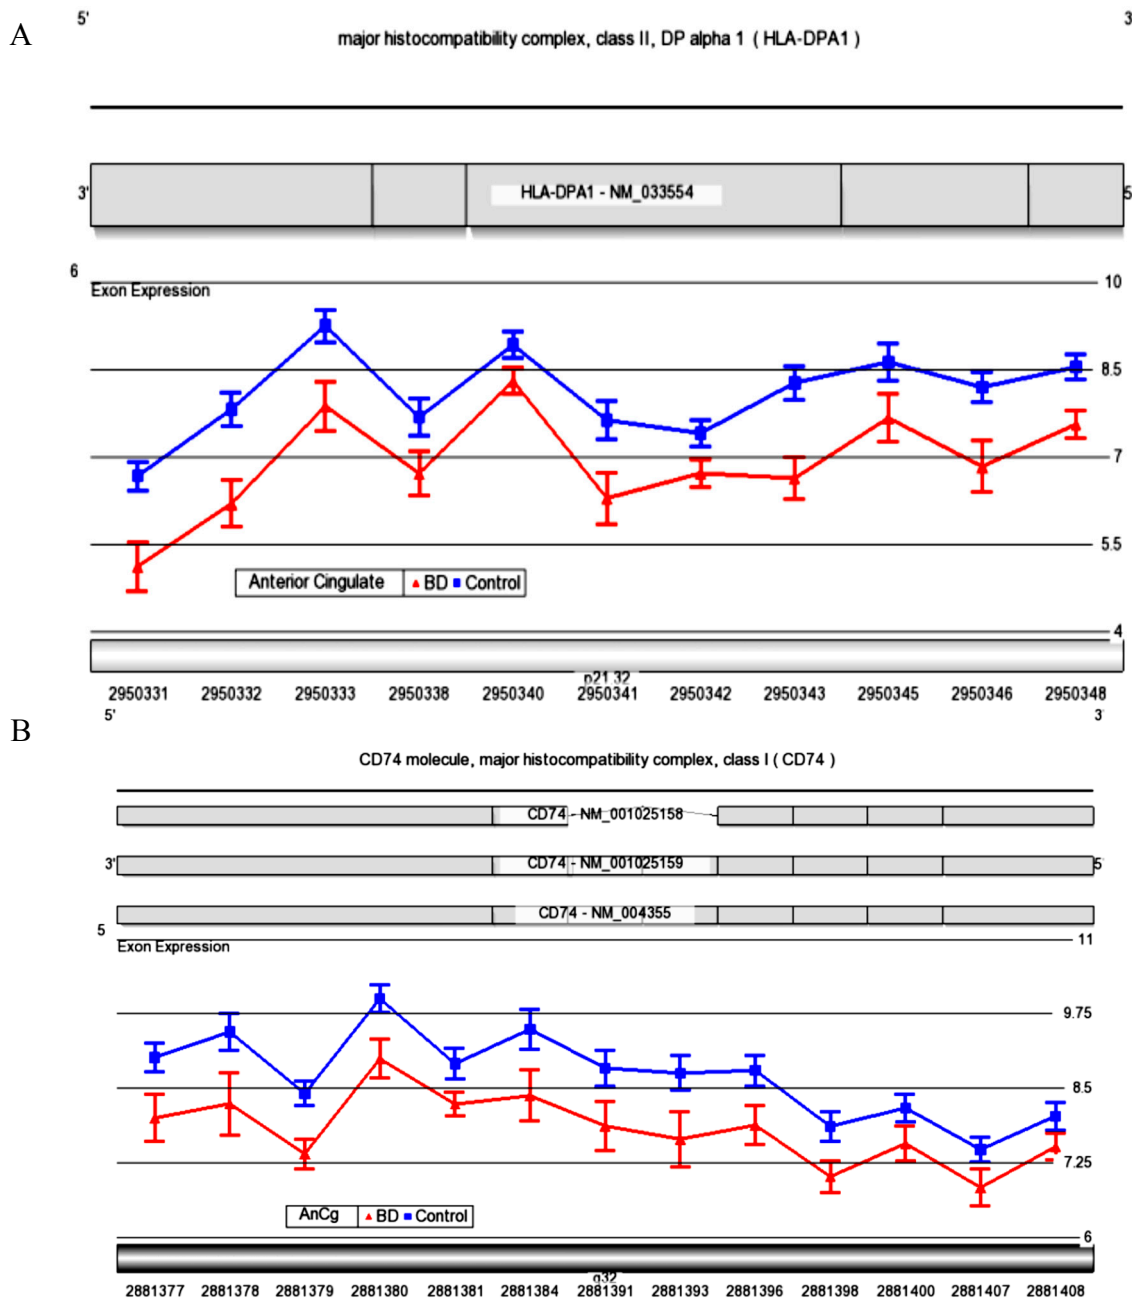 A
5' 3
major histocompatibility complex, class II, DP alpha 1 ( HLA-DPA1 )
3' HLA-DPA1 - NM_033554 5
6
Exon Expression 10
8.5
7
5.5
Anterior Cingulate BD Control
4
p21.32
2950331 2950332 2950333 2950338 2950340 2950341 2950342 2950343 2950345 2950346 2950348
5' 3'
B
CD74 molecule, major histocompatibility complex, class I ( CD74 )
CD74 - NM_001025158
3' CD74 - NM_001025159 5'
CD74 - NM_004355
5
Exon Expression 11
9.75
8.5
7.25
AnCg BD Control
6
q32
2881377 2881378 2881379 2881380 2881381 2881384 2881391 2881393 2881396 2881398 2881400 2881407 2881408